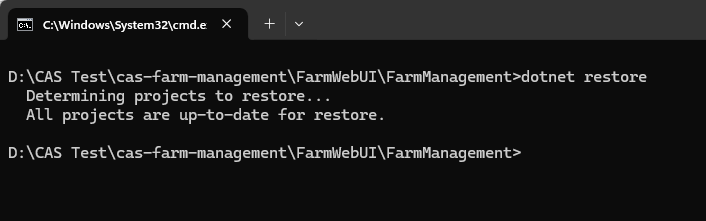 C:\Windows\System32\cmd.e
D:\CAS Test\cas-farm-management\FarmWebUI\FarmManagement>dotnet restore
Determining projects to restore...
All projects are up-to-date for restore.
D:\CAS Test\cas-farm-management\FarmWebUI\FarmManagement>